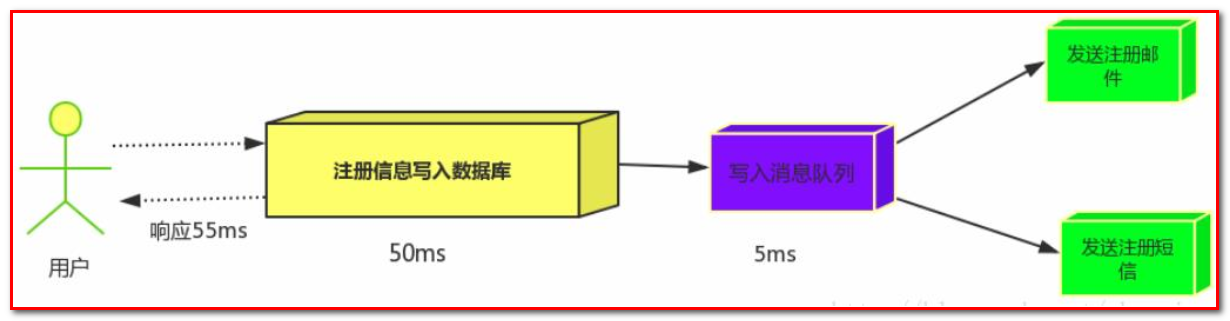 发送注册邮
件
注册信息写入数据库
写入消息队列
响应55ms
50ms
5ms
用户
发送注册短
信